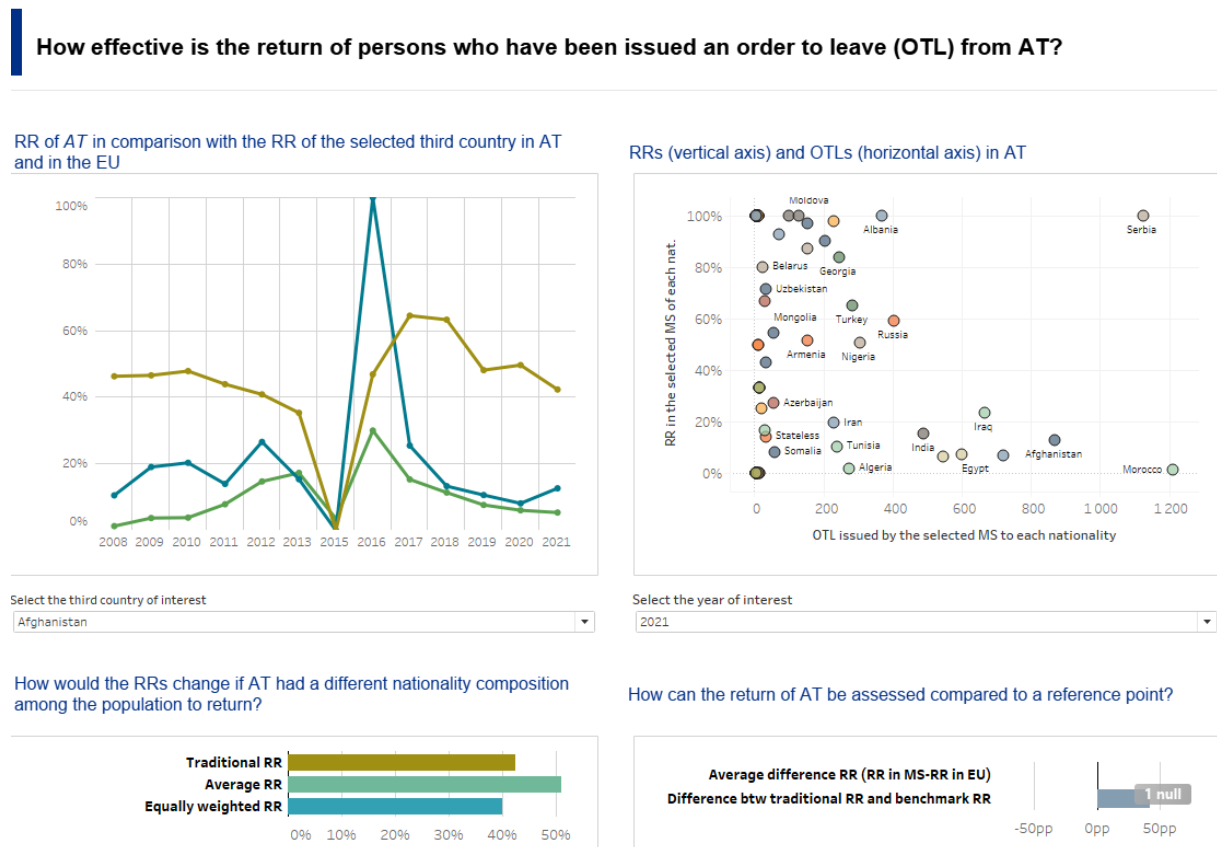 How effective is the return of persons who have been issued an order to leave (OTL) from AT?
RR of AT in comparison with the RR of the selected third country in AT
and in the EU
100%
80%
60%
40%
20%
0%
2008 2009 2010 2011 2012 2013 2015 2016 2017 2018 2019 2020 2021
Select the third country of interest
Afghanistan
RRs (vertical axis) and OTLs (horizontal axis) in AT
RR in the selected MS of each nat.
100%
80%
60%
40%
20%
0%
Moldova
Albania
Serbia
Belarus
Georgia
Uzbekistan
Mongolia
Turkey
Russia
Armenia
Nigeria
Azerbaijan
Iran
Iraq
Stateless
Tunisia
India
Somalia
Afghanistan
Algeria
Egypt
Morocco
0 200 400 600 800 1000 1200
OTL issued by the selected MS to each nationality
Select the year of interest
2021
How would the RRs change if AT had a different nationality composition
among the population to return?
Traditional RR
Average RR
Equally weighted RR
0% 10% 20% 30% 40% 50%
How can the return of AT be assessed compared to a reference point?
Average difference RR (RR in MS-RR in EU)
Difference btw traditional RR and benchmark RR
1 null
-50pp 0pp 50pp